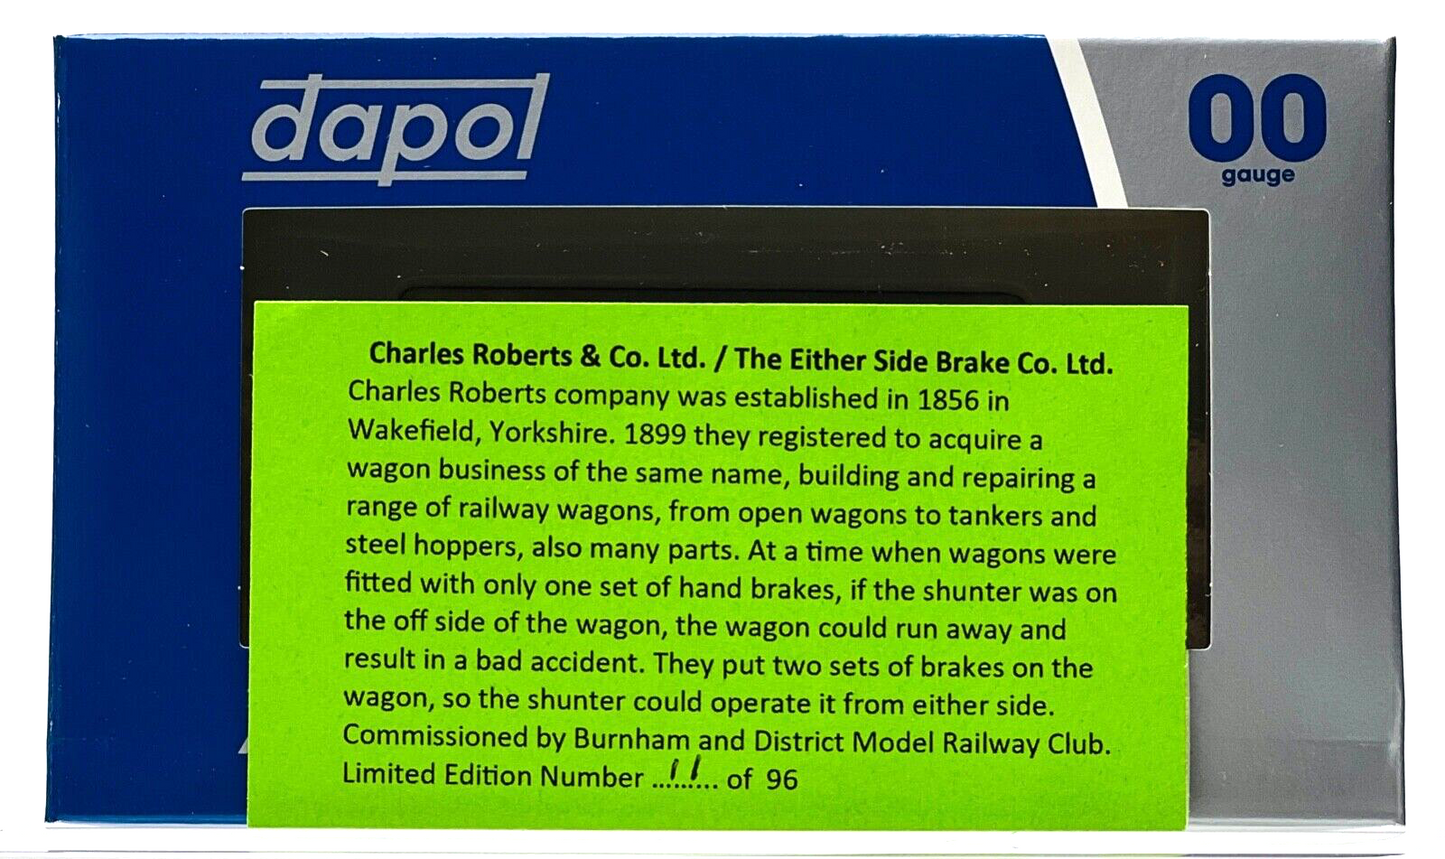 dapol
00
gauge
Charles Roberts & Co. Ltd. / The Either Side Brake Co. Ltd.
Charles Roberts company was established in 1856 in
Wakefield, Yorkshire. 1899 they registered to acquire a
wagon business of the same name, building and repairing a
range of railway wagons, from open wagons to tankers and
steel hoppers, also many parts. At a time when wagons were
fitted with only one set of hand brakes, if the shunter was on
the off side of the wagon, the wagon could run away and
result in a bad accident. They put two sets of brakes on the
wagon, so the shunter could operate it from either side.
Commissioned by Burnham and District Model Railway Club.
Limited Edition Number ...11... of 96